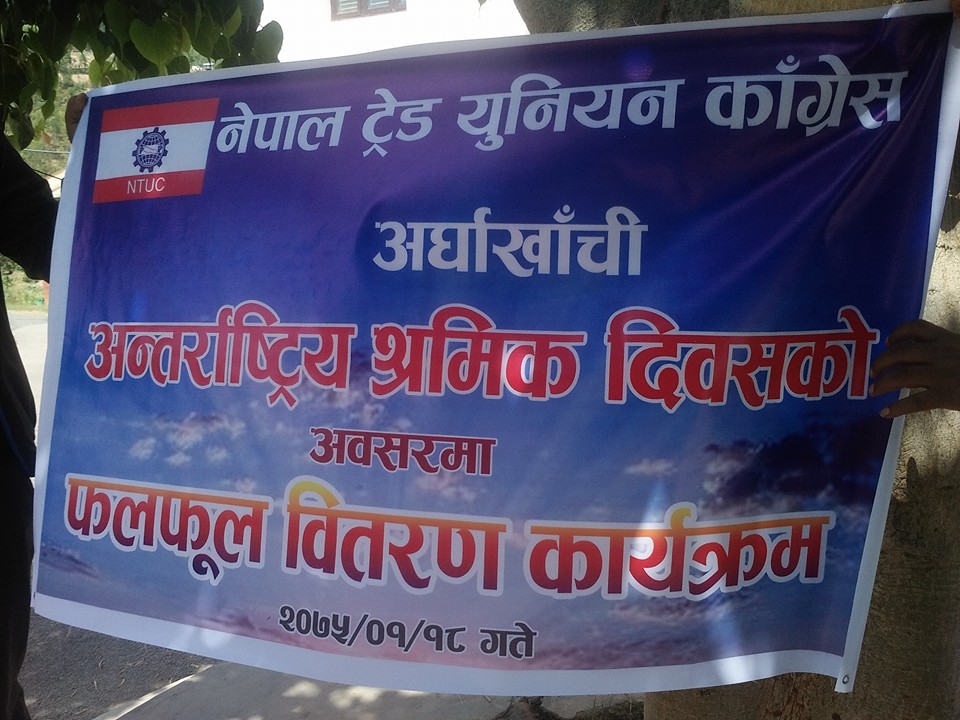 नेपाल ट्रेड युनियन काँग्रेस
NTUC
अर्घाखाँची
अन्तर्राष्ट्रिय श्रमिक दिवसको
अवसरमा
फलफूल वितरण कार्यक्रम
२०७५/०१/१८ गते